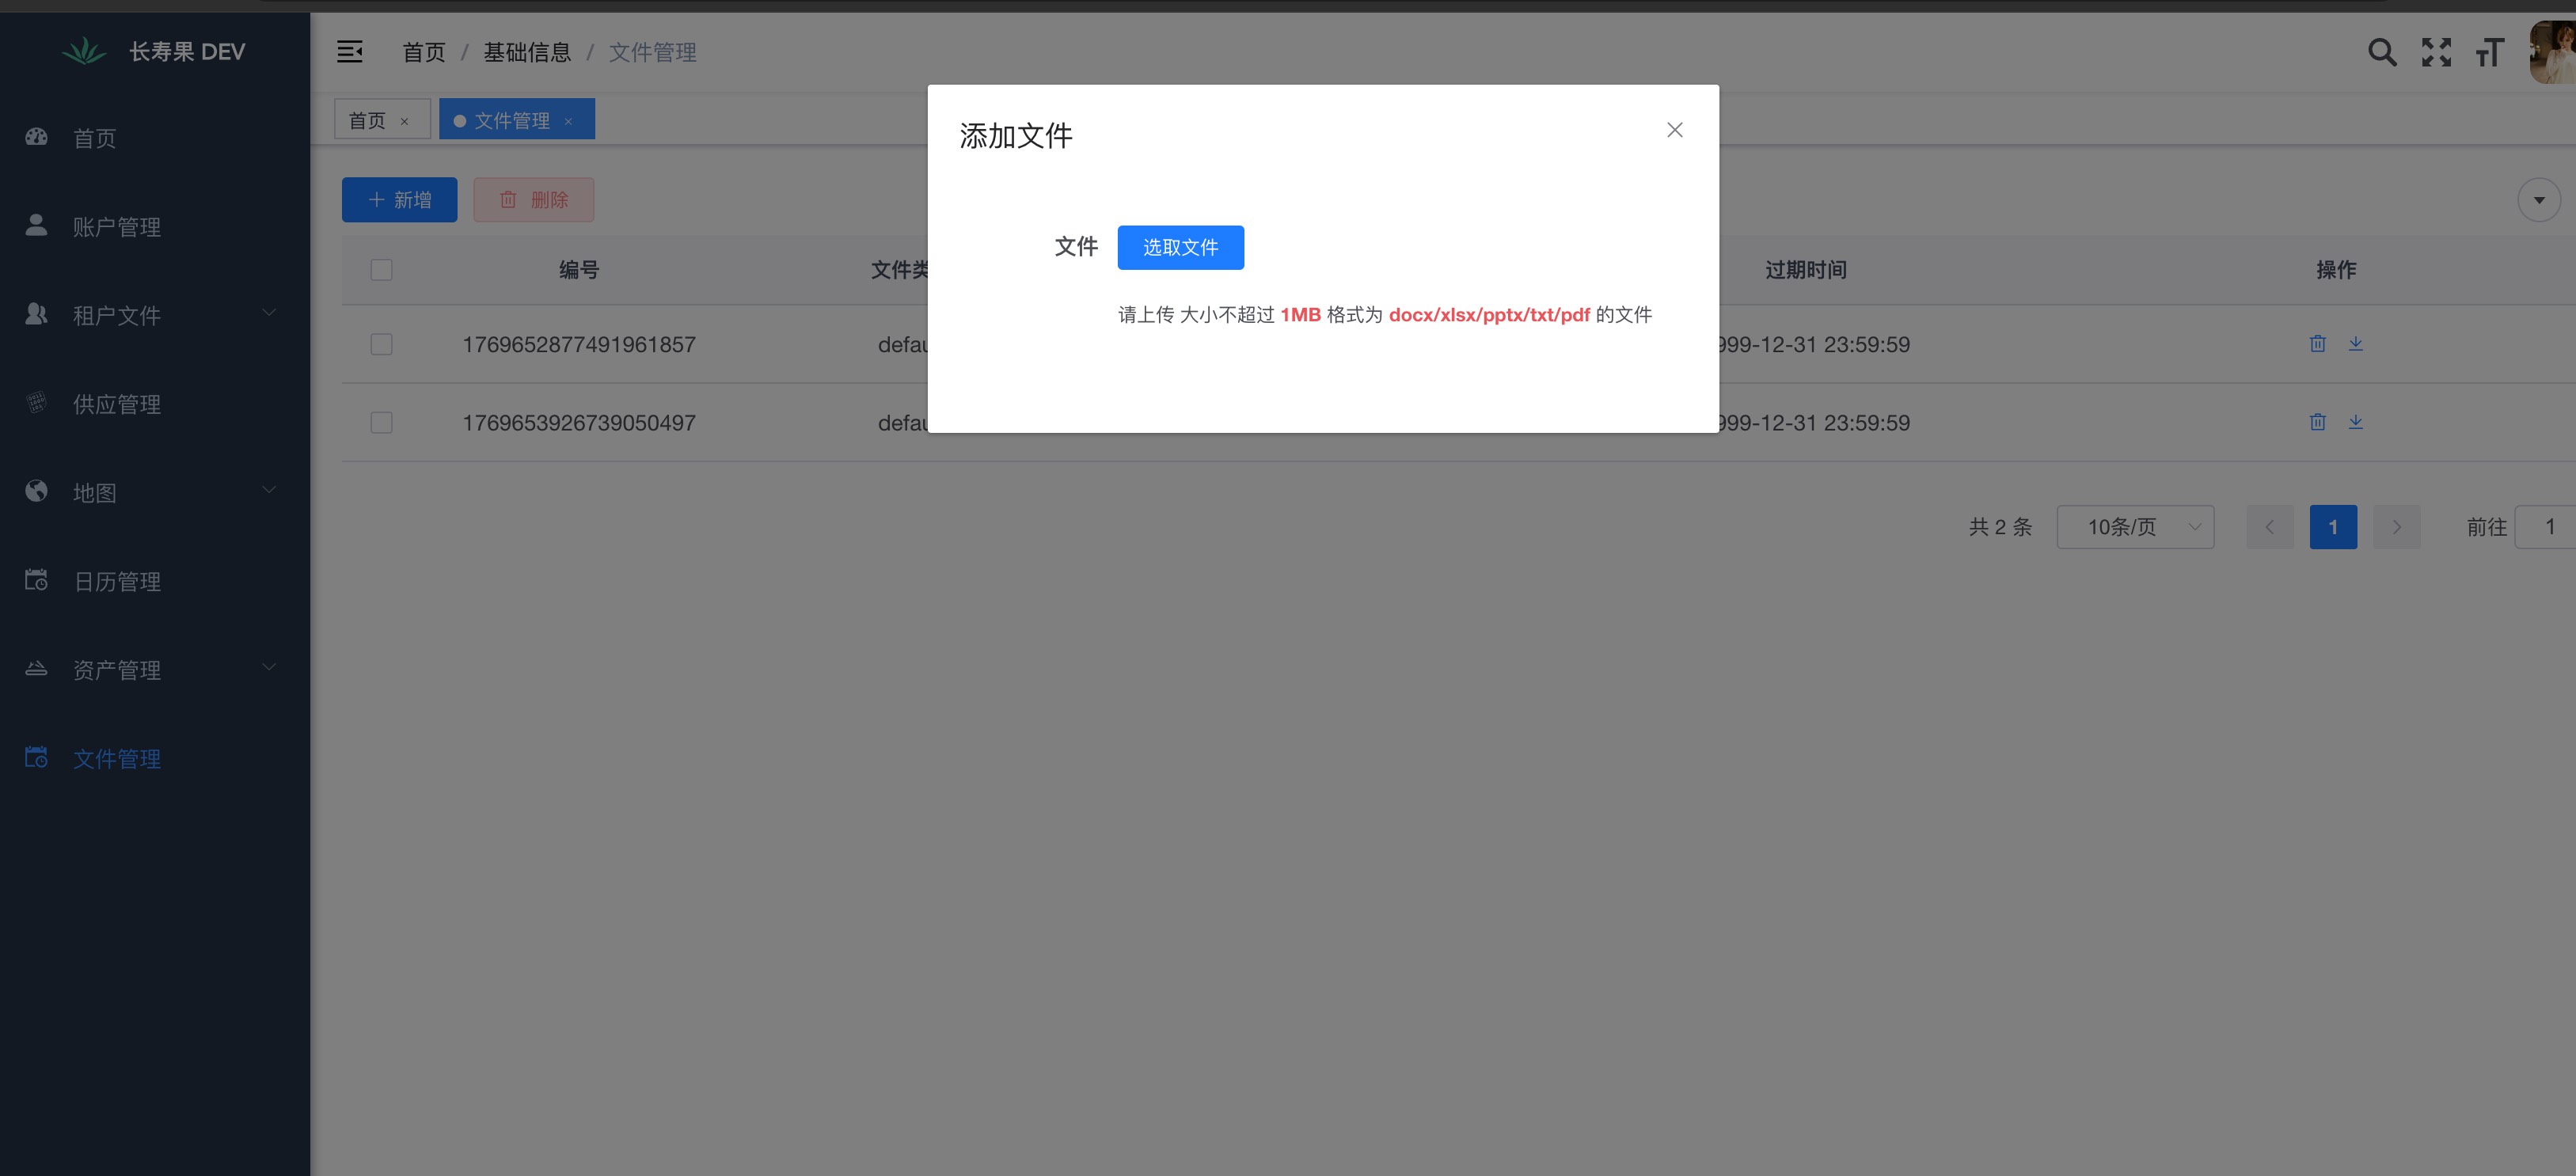 长寿果 DEV
首页 / 基础信息 / 文件管理
首页
账户管理
租户文件
供应管理
地图
日历管理
资产管理
文件管理
首页 ×
文件管理 ×
新增
删除
编号 文件类 过期时间 操作
1769652877491961857 defau 999-12-31 23:59:59
1769653926739050497 defau 999-12-31 23:59:59
共 2 条 10条/页 1 前往 1
添加文件
文件 选取文件
请上传 大小不超过 1MB 格式为 docx/xlsx/pptx/txt/pdf 的文件